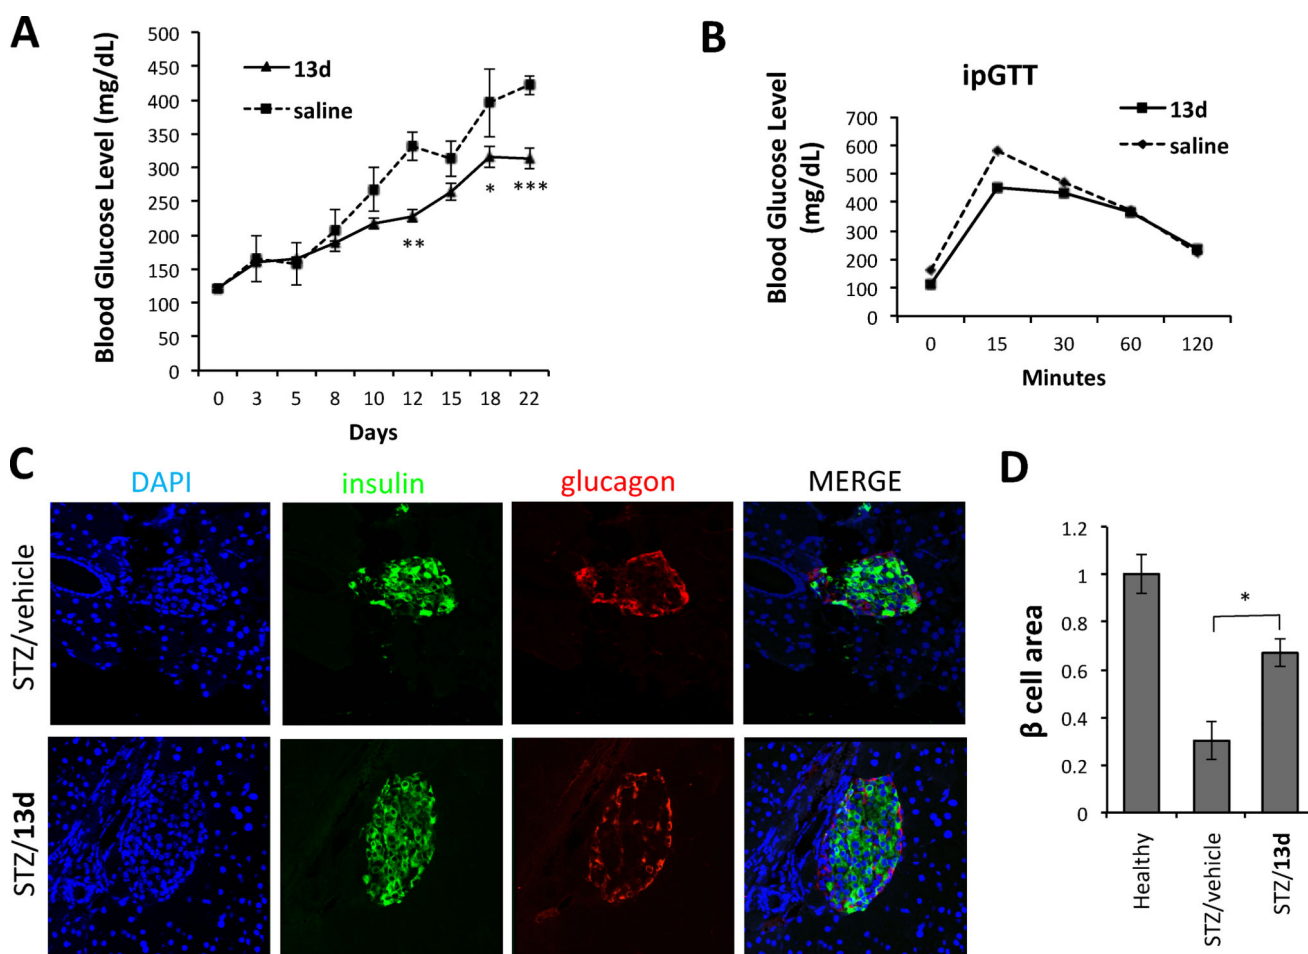 A
500
450
400
350
300
250
200
150
100
50
0
Blood Glucose Level (mg/dL)
13d
saline
**
*
***
0 3 5 8 10 12 15 18 22
Days
B
ipGTT
13d
saline
700
600
500
400
300
200
100
0
Blood Glucose Level
(mg/dL)
0 15 30 60 120
Minutes
C
DAPI insulin glucagon MERGE
STZ/vehicle
STZ/13d
D
1.2
1
0.8
0.6
0.4
0.2
0
β cell area
*
Healthy
STZ/vehicle
STZ/13d